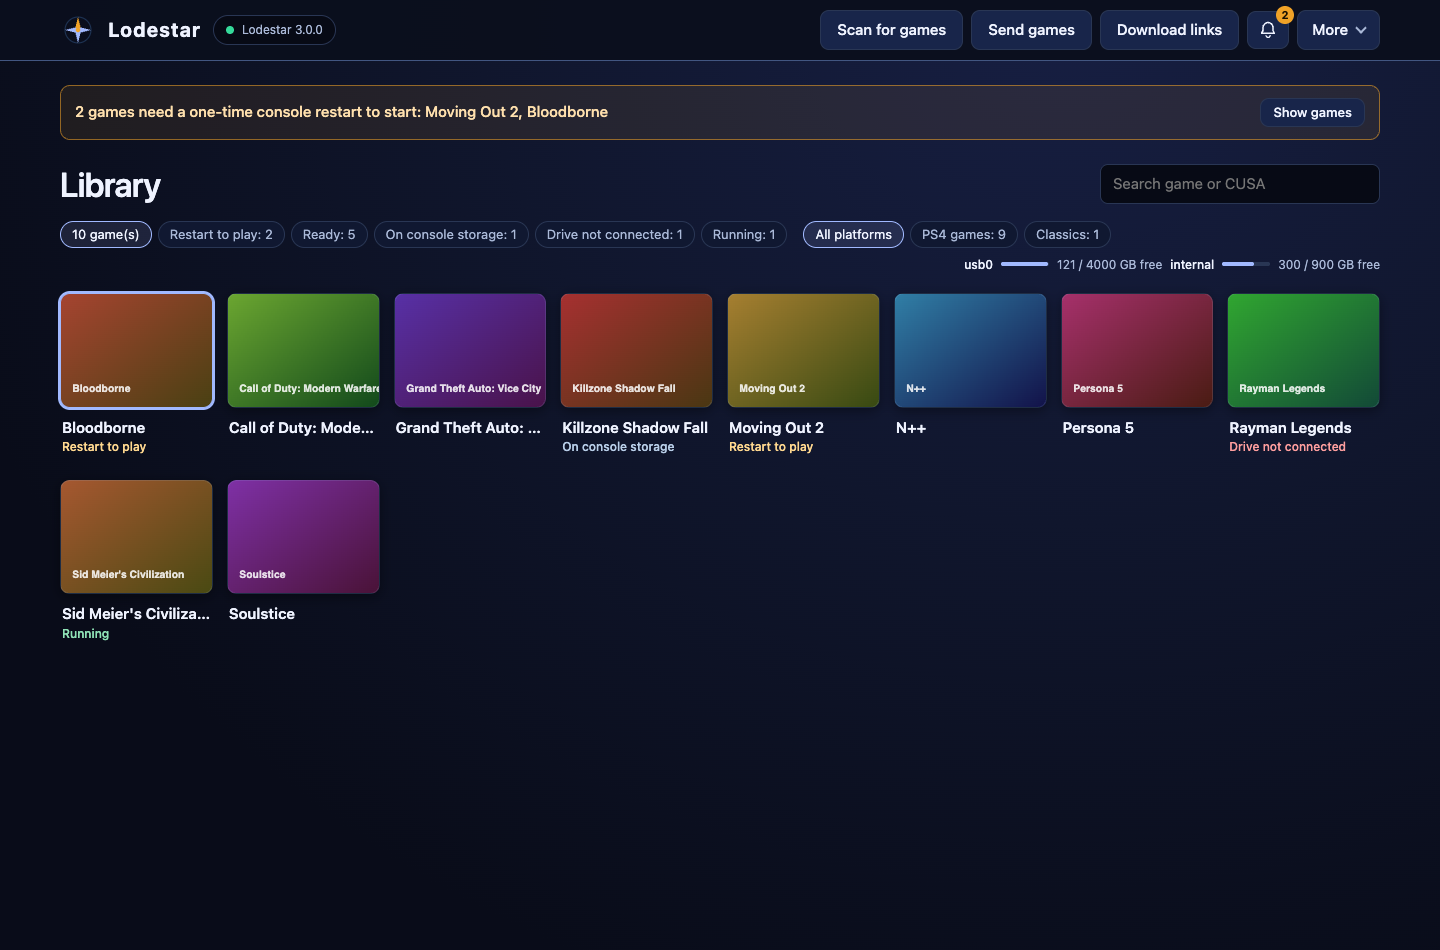 Lodestar
Lodestar 3.0.0
Scan for games
Send games
Download links
2
More
2 games need a one-time console restart to start: Moving Out 2, Bloodborne
Show games
Library
Search game or CUSA
10 game(s)
Restart to play: 2
Ready: 5
On console storage: 1
Drive not connected: 1
Running: 1
All platforms
PS4 games: 9
Classics: 1
usb0 121 / 4000 GB free internal 300 / 900 GB free
Bloodborne
Call of Duty: Modern Warfare
Grand Theft Auto: Vice City
Killzone Shadow Fall
Moving Out 2
N++
Persona 5
Rayman Legends
Bloodborne
Restart to play
Call of Duty: Mode...
Grand Theft Auto: ...
Killzone Shadow Fall
On console storage
Moving Out 2
Restart to play
N++
Persona 5
Rayman Legends
Drive not connected
Sid Meier's Civilization
Soulstice
Sid Meier's Civiliza...
Running
Soulstice